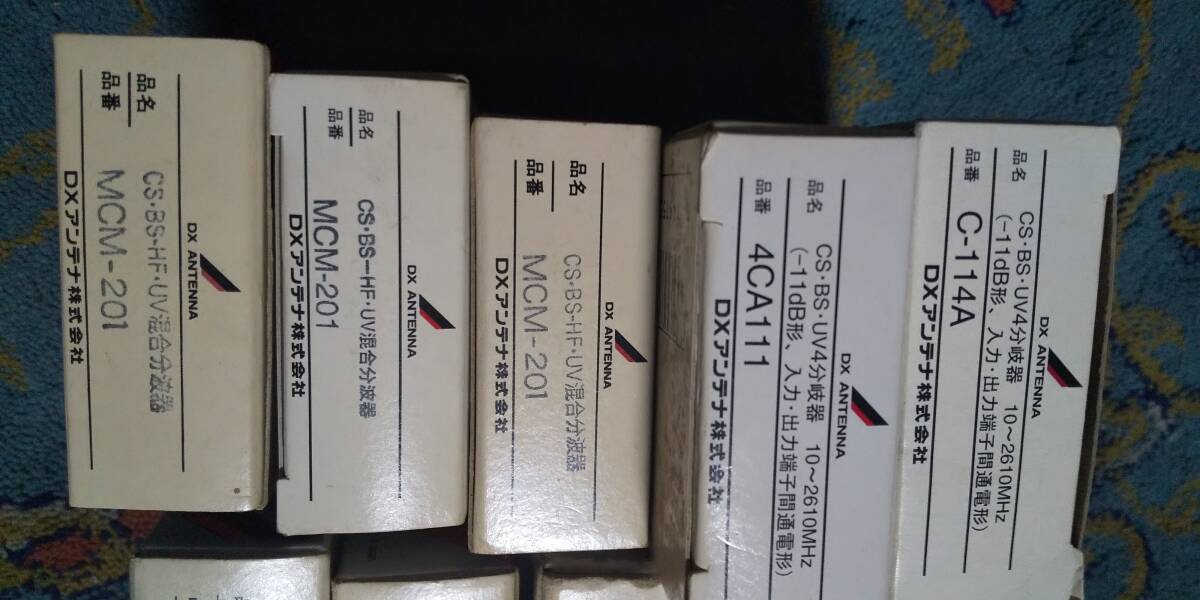 DX ANTENNA
品名 CS・BS-HF・UV混合分波器
品番 MCM-201
DXアンテナ株式会社
DX ANTENNA
品名 CS・BS-HF・UV混合分波器
品番 MCM-201
DXアンテナ株式会社
DX ANTENNA
品名 CS・BS-HF・UV混合分波器
品番 MCM-201
DXアンテナ株式会社
DX ANTENNA
品名 CS・BS・UV4分岐器 10~2610MHz
(-11dB形、入力・出力端子間通電形)
品番 4CA111
DXアンテナ株式会社
DX ANTENNA
品名 CS・BS・UV4分岐器 10~2610MHz
(-11dB形、入力・出力端子間通電形)
品番 C-114A
DXアンテナ株式会社